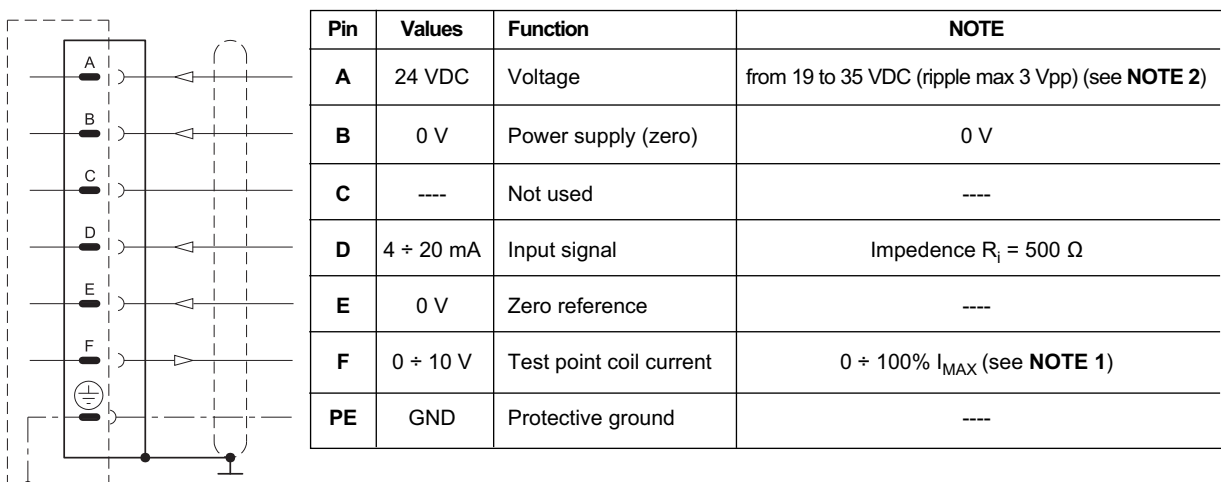 A
B
C
D
E
F
Pin Values Function NOTE
A 24 VDC Voltage from 19 to 35 VDC (ripple max 3 Vpp) (see NOTE 2)
B 0 V Power supply (zero) 0 V
C ---- Not used ----
D 4 ÷ 20 mA Input signal Impedence Ri = 500 Ω
E 0 V Zero reference ----
F 0 ÷ 10 V Test point coil current 0 ÷ 100% IMAX (see NOTE 1)
PE GND Protective ground ----